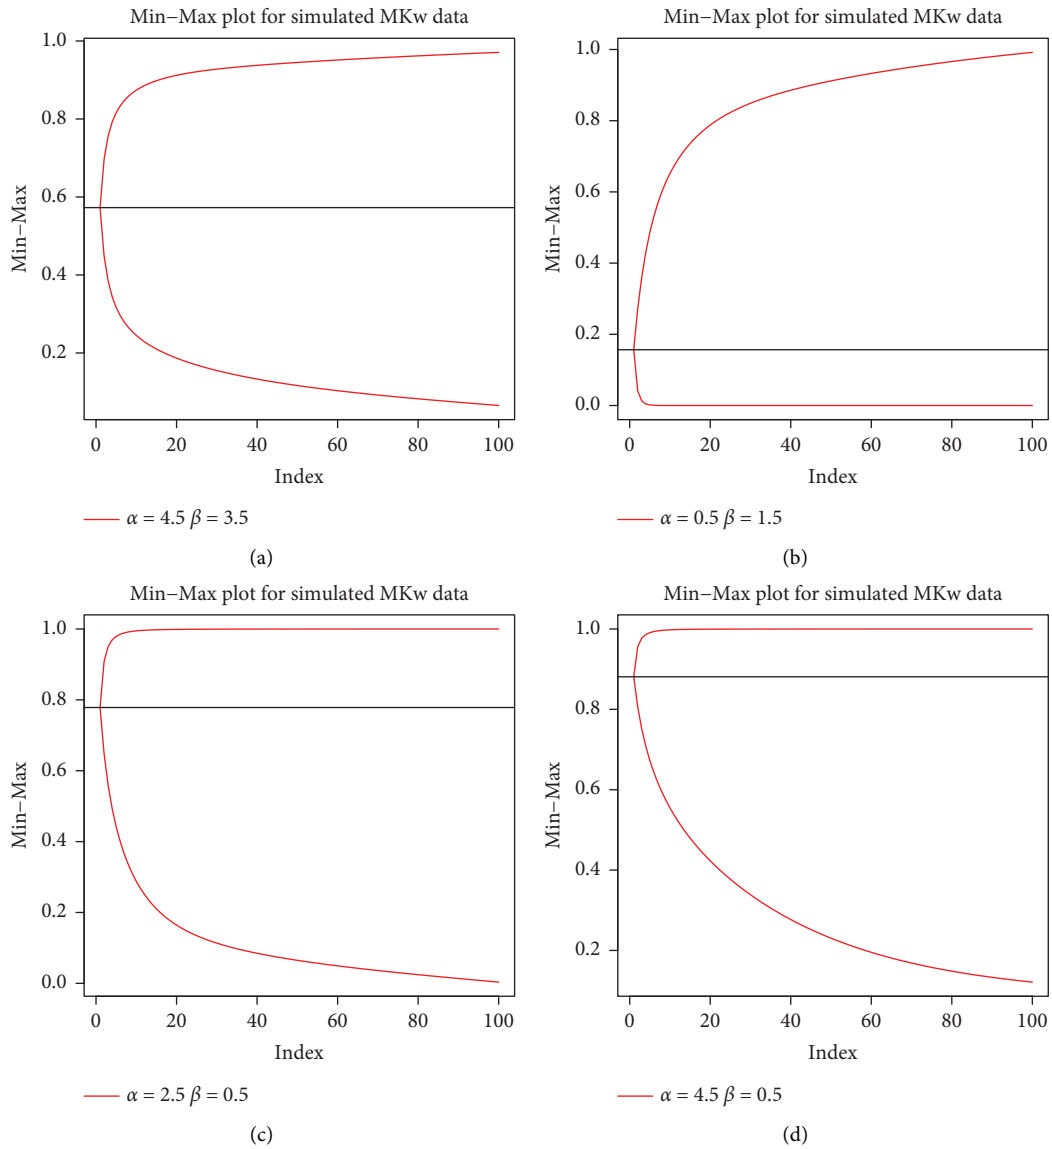 Min−Max plot for simulated MKw data
1.0
0.8
0.6
0.4
0.2
Min−Max
0 20 40 60 80 100
Index
α = 4.5 β = 3.5
(a)
Min−Max plot for simulated MKw data
1.0
0.8
0.6
0.4
0.2
0.0
Min−Max
0 20 40 60 80 100
Index
α = 0.5 β = 1.5
(b)
Min−Max plot for simulated MKw data
1.0
0.8
0.6
0.4
0.2
0.0
Min−Max
0 20 40 60 80 100
Index
α = 2.5 β = 0.5
(c)
Min−Max plot for simulated MKw data
1.0
0.8
0.6
0.4
0.2
Min−Max
0 20 40 60 80 100
Index
α = 4.5 β = 0.5
(d)